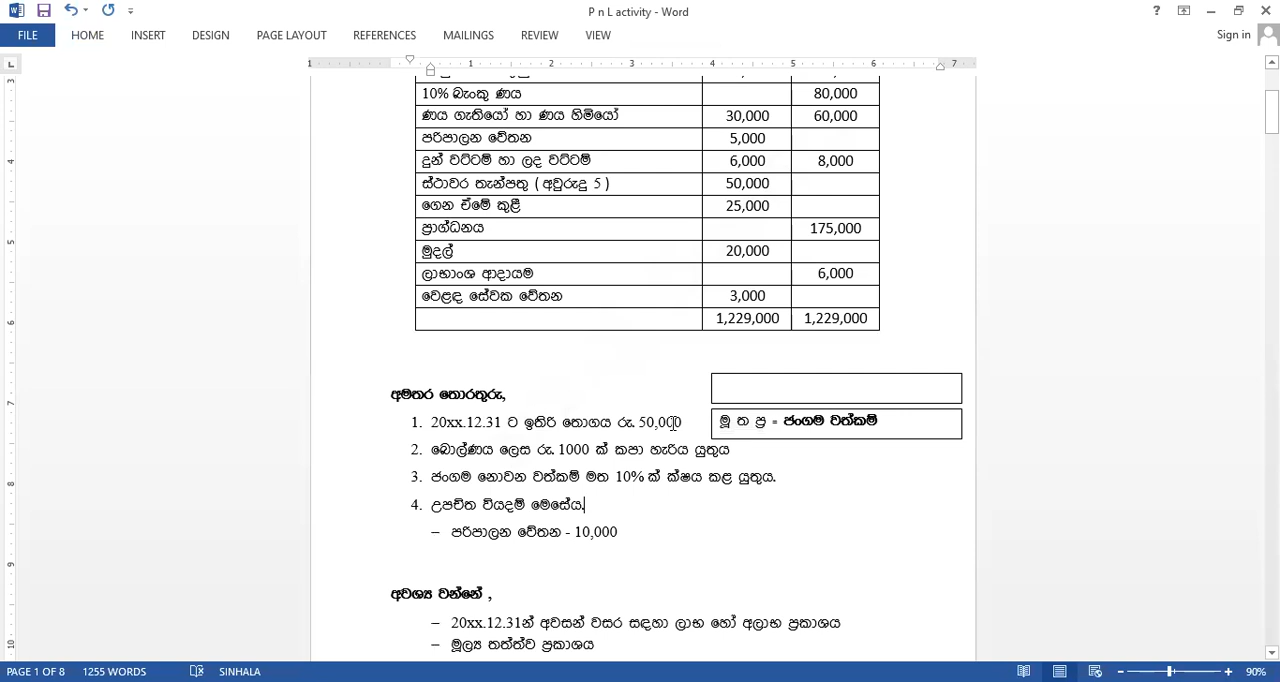 P n L activity - Word
FILE HOME INSERT DESIGN PAGE LAYOUT REFERENCES MAILINGS REVIEW VIEW Sign in
10% බැංකු ණය 80,000
ණය ගැතියෝ හා ණය හිමියෝ 30,000 60,000
පරිපාලන වේතන 5,000
දුන් වට්ටම් හා ලද වට්ටම් 6,000 8,000
ස්ථාවර තැන්පතු ( අවුරුදු 5 ) 50,000
ගෙන ඒමේ කුළී 25,000
ප්‍රාග්ධනය 175,000
මුදල් 20,000
ලාභාංශ ආදායම 6,000
වෙළඳ සේවක වේතන 3,000
1,229,000 1,229,000
අමතර තොරතුරු,
1. 20xx.12.31 ට ඉතිරි තොගය රු. 50,000
මූ ත ප්‍ර = ජංගම වත්කම්
2. බොල්ණය ලෙස රු. 1000 ක් කපා හැරිය යුතුය
3. ජංගම නොවන වත්කම් මත 10% ක් ක්ෂය කළ යුතුය.
4. උපචිත වියදම් මෙසේය.
– පරිපාලන වේතන - 10,000
අවශ්‍ය වන්නේ ,
– 20xx.12.31න් අවසන් වසර සඳහා ලාභ හෝ අලාභ ප්‍රකාශය
– මූල්‍ය තත්ත්ව ප්‍රකාශය
PAGE 1 OF 8 1255 WORDS SINHALA 90%